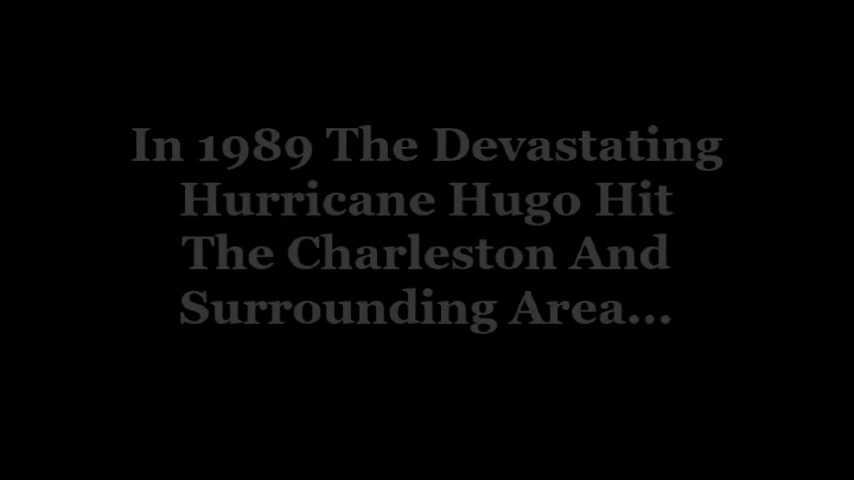 In 1989 The Devastating
Hurricane Hugo Hit
The Charleston And
Surrounding Area...